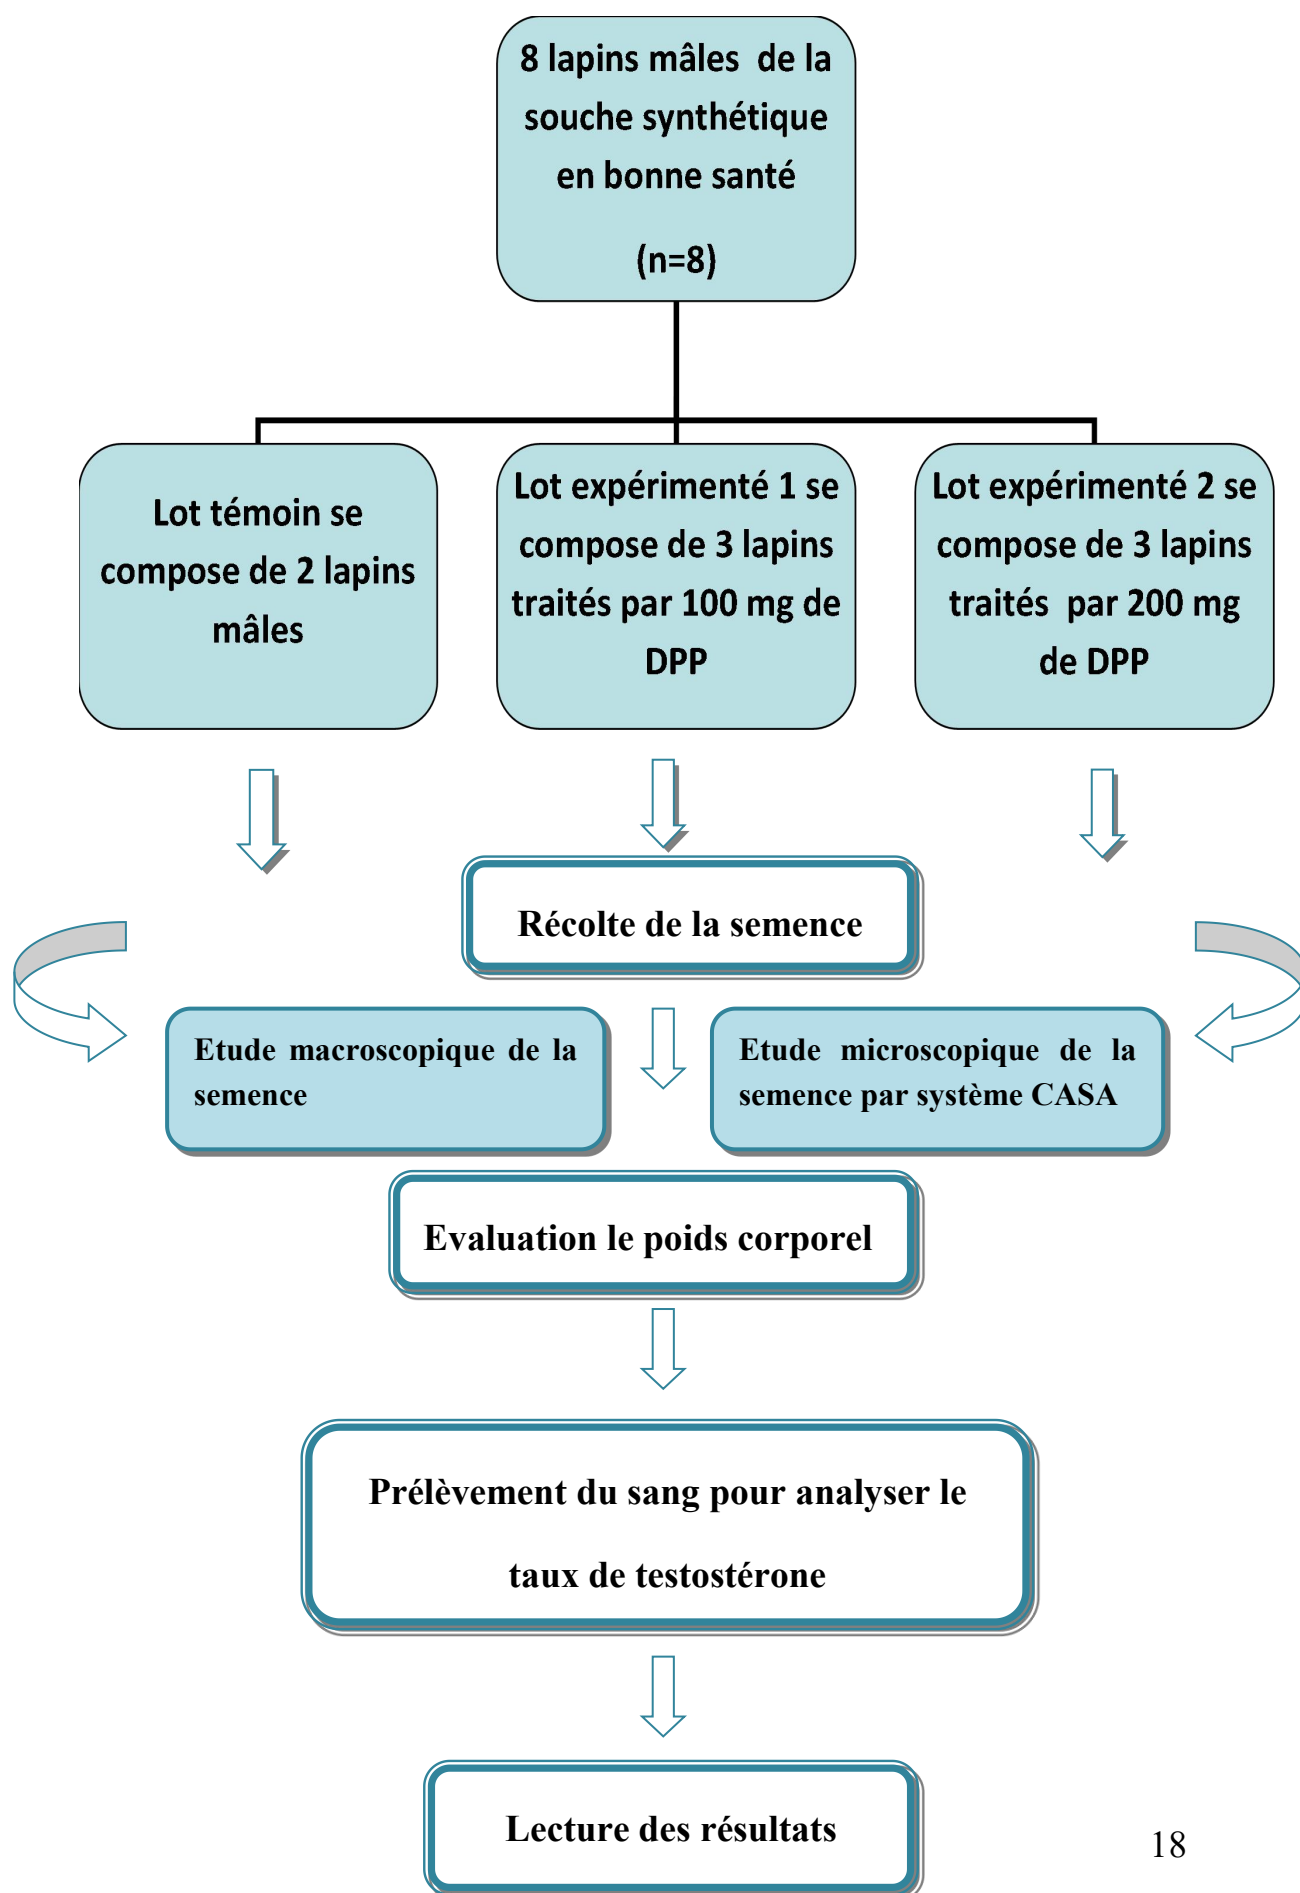 8 lapins mâles de la
souche synthétique
en bonne santé
(n=8)
Lot témoin se
compose de 2 lapins
mâles
Lot expérimenté 1 se
compose de 3 lapins
traités par 100 mg de
DPP
Lot expérimenté 2 se
compose de 3 lapins
traités par 200 mg
de DPP
Récolte de la semence
Etude macroscopique de la
semence
Etude microscopique de la
semence par système CASA
Evaluation le poids corporel
Prélèvement du sang pour analyser le
taux de testostérone
Lecture des résultats
18